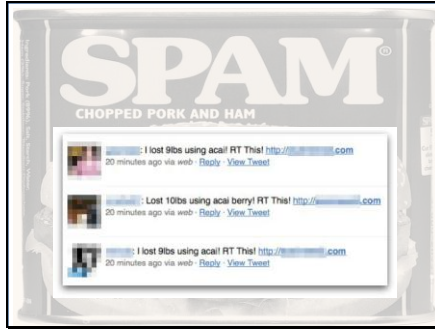 SPAM®
CHOPPED PORK AND HAM
: I lost 9lbs using acai! RT This! http:// .com
20 minutes ago via web · Reply · View Tweet
: Lost 10lbs using acai berry! RT This! http:// .com
20 minutes ago via web · Reply · View Tweet
: I lost 9lbs using acai! RT This! http:// .com
20 minutes ago via web · Reply · View Tweet